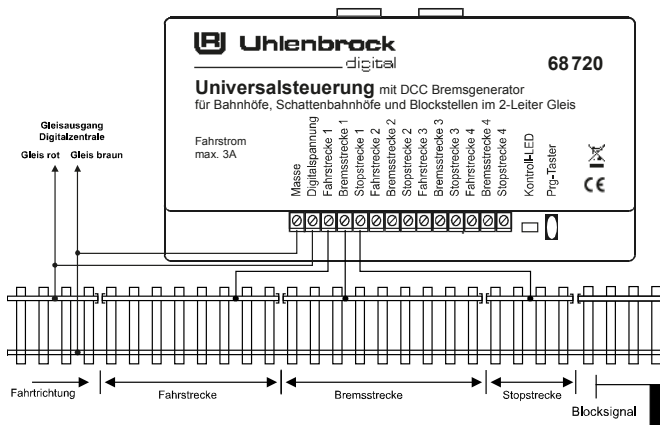 Uhlenbrock
digital
68 720
Universalsteuerung mit DCC Bremsgenerator
für Bahnhöfe, Schattenbahnhöfe und Blockstellen im 2-Leiter Gleis
Gleisausgang
Digitalzentrale
Gleis rot
Gleis braun
Fahrstrom
max. 3A
Masse
Digitalspannung
Fahrstrecke 1
Bremsstrecke 1
Stopstrecke 1
Fahrstrecke 2
Bremsstrecke 2
Stopstrecke 2
Fahrstrecke 3
Bremsstrecke 3
Stopstrecke 3
Fahrstrecke 4
Bremsstrecke 4
Stopstrecke 4
Kontroll-LED
Prg-Taster
CE
Fahrtrichtung
Fahrstrecke
Bremsstrecke
Stopstrecke
Blocksignal